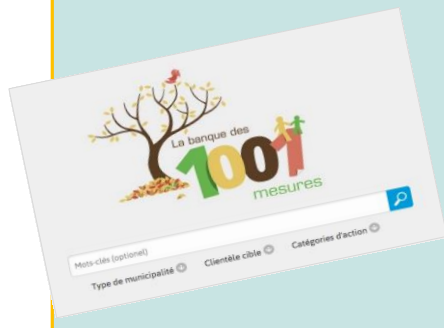 La banque des
1001
mesures
Mots-clés (optionel)
Type de municipalité
Clientèle cible
Catégories d'action